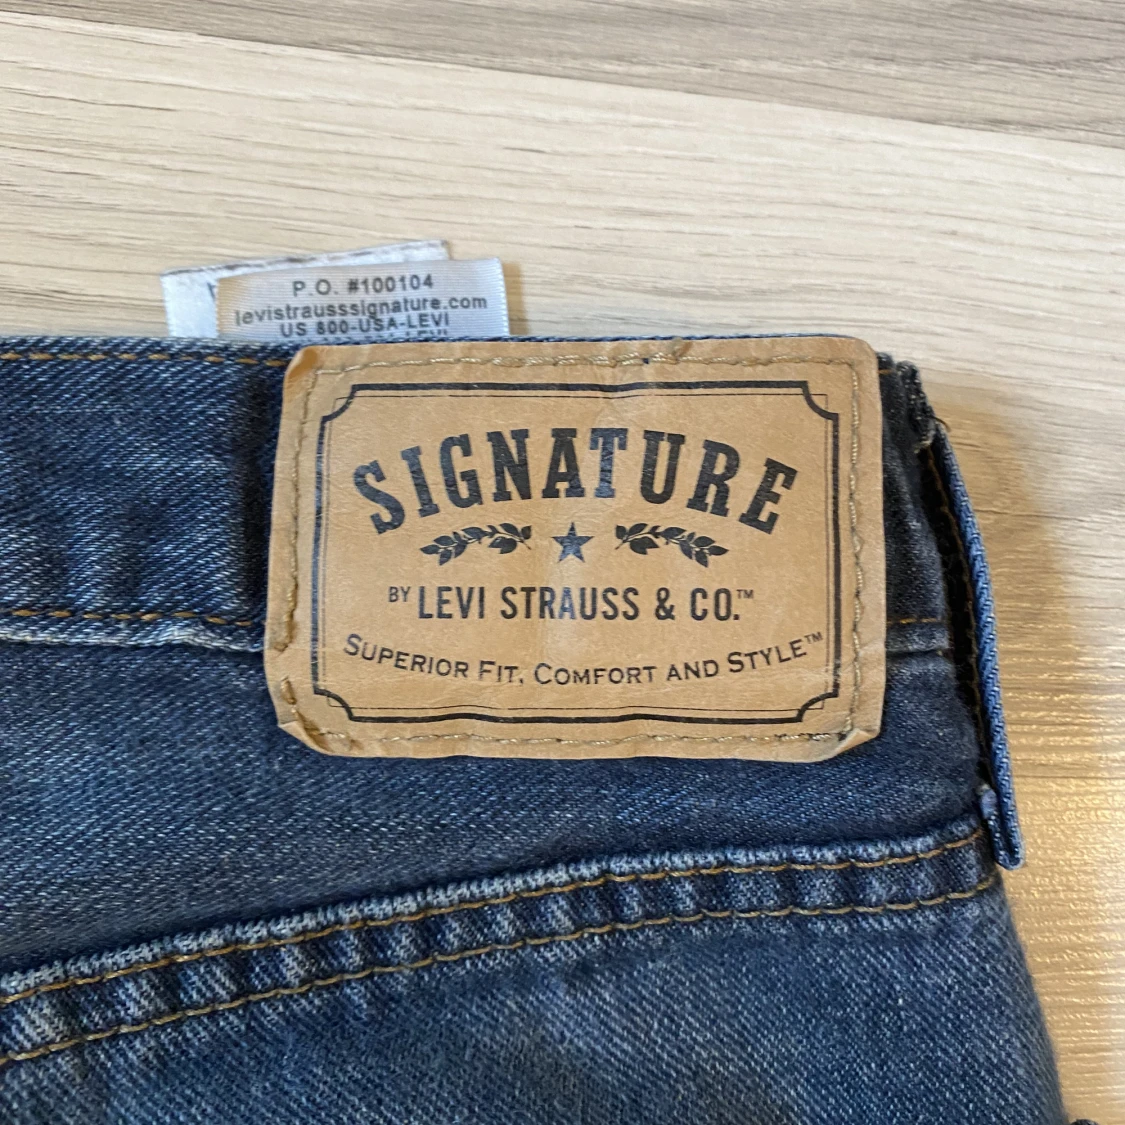 P.O. #100104
levistrausssignature.com
US 800-USA-LEVI
SIGNATURE
BY LEVI STRAUSS & CO.™
SUPERIOR FIT, COMFORT AND STYLE™